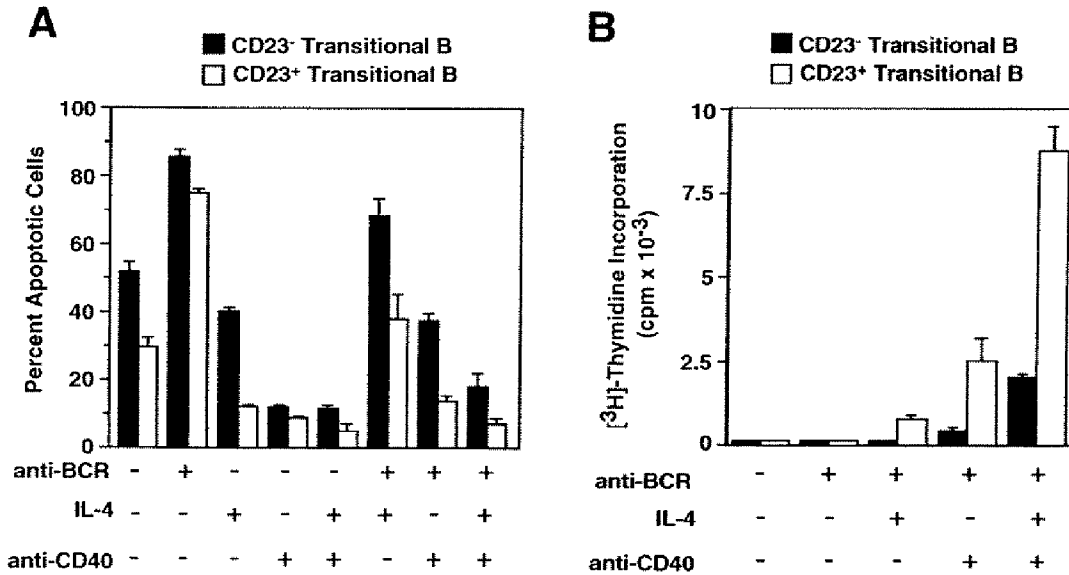 A
CD23⁻ Transitional B
CD23⁺ Transitional B
Percent Apoptotic Cells
100
80
60
40
20
0
anti-BCR - + - - - + + +
IL-4 - - + - + + - +
anti-CD40 - - - + + - + +
B
CD23⁻ Transitional B
CD23⁺ Transitional B
[³H]-Thymidine Incorporation
(cpm x 10⁻³)
10
7.5
5
2.5
0
anti-BCR - + + + +
IL-4 - - + - +
anti-CD40 - - - + +